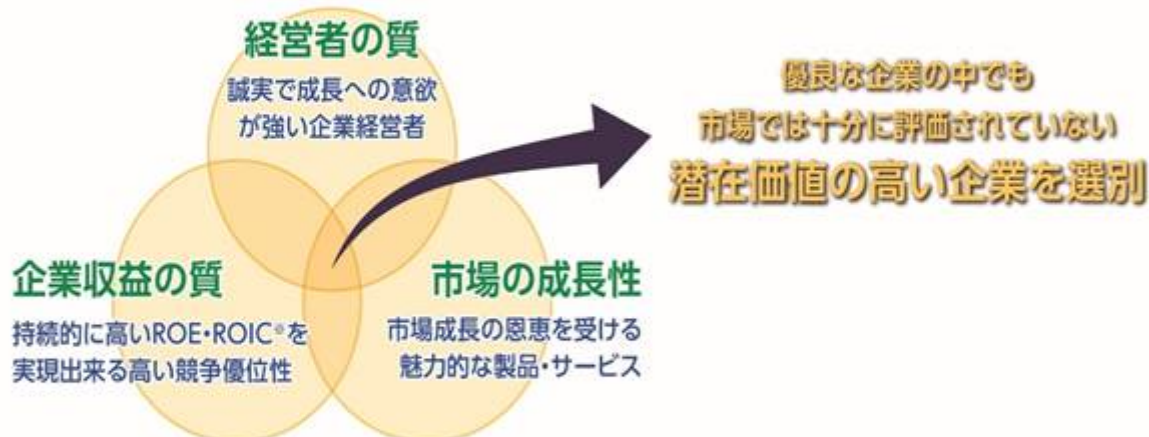 経営者の質
誠実で成長への意欲
が強い企業経営者
優良な企業の中でも
市場では十分に評価されていない
潜在価値の高い企業を選別
企業収益の質
持続的に高いROE・ROIC※を
実現出来る高い競争優位性
市場の成長性
市場成長の恩恵を受ける
魅力的な製品・サービス